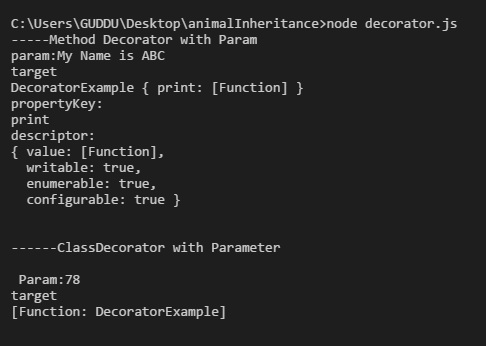 C:\Users\GUDDU\Desktop\animalInheritance>node decorator.js
-----Method Decorator with Param
param:My Name is ABC
target
DecoratorExample { print: [Function] }
propertyKey:
print
descriptor:
{ value: [Function],
  writable: true,
  enumerable: true,
  configurable: true }
------ClassDecorator with Parameter
 Param:78
target
[Function: DecoratorExample]